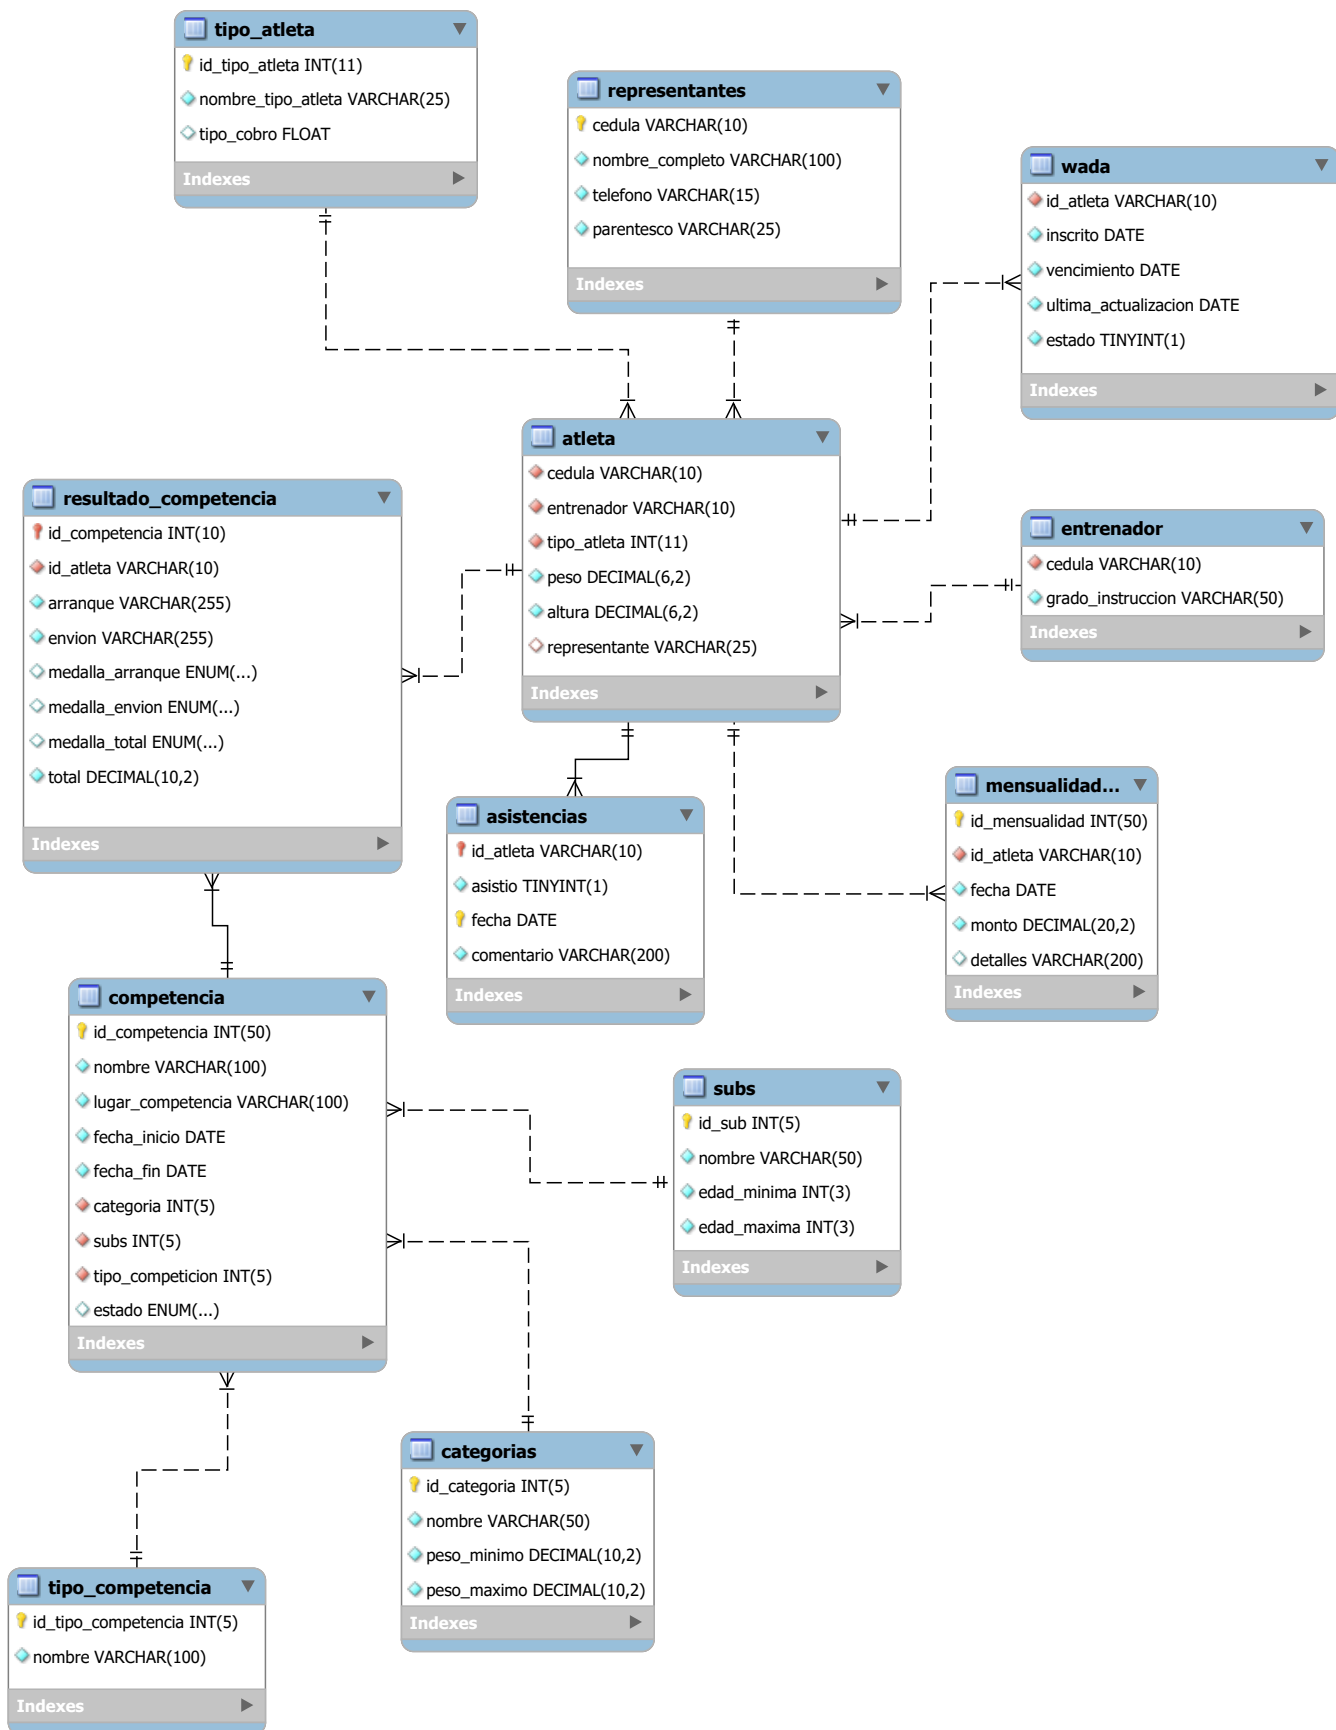 tipo_atleta
id_tipo_atleta INT(11)
nombre_tipo_atleta VARCHAR(25)
tipo_cobro FLOAT
Indexes
representantes
cedula VARCHAR(10)
nombre_completo VARCHAR(100)
telefono VARCHAR(15)
parentesco VARCHAR(25)
Indexes
wada
id_atleta VARCHAR(10)
inscrito DATE
vencimiento DATE
ultima_actualizacion DATE
estado TINYINT(1)
Indexes
atleta
cedula VARCHAR(10)
entrenador VARCHAR(10)
tipo_atleta INT(11)
peso DECIMAL(6,2)
altura DECIMAL(6,2)
representante VARCHAR(25)
Indexes
resultado_competencia
id_competencia INT(10)
id_atleta VARCHAR(10)
arranque VARCHAR(255)
envion VARCHAR(255)
medalla_arranque ENUM(...)
medalla_envion ENUM(...)
medalla_total ENUM(...)
total DECIMAL(10,2)
Indexes
entrenador
cedula VARCHAR(10)
grado_instruccion VARCHAR(50)
Indexes
asistencias
id_atleta VARCHAR(10)
asistio TINYINT(1)
fecha DATE
comentario VARCHAR(200)
Indexes
mensualidad...
id_mensualidad INT(50)
id_atleta VARCHAR(10)
fecha DATE
monto DECIMAL(20,2)
detalles VARCHAR(200)
Indexes
competencia
id_competencia INT(50)
nombre VARCHAR(100)
lugar_competencia VARCHAR(100)
fecha_inicio DATE
fecha_fin DATE
categoria INT(5)
subs INT(5)
tipo_competicion INT(5)
estado ENUM(...)
Indexes
subs
id_sub INT(5)
nombre VARCHAR(50)
edad_minima INT(3)
edad_maxima INT(3)
Indexes
categorias
id_categoria INT(5)
nombre VARCHAR(50)
peso_minimo DECIMAL(10,2)
peso_maximo DECIMAL(10,2)
Indexes
tipo_competencia
id_tipo_competencia INT(5)
nombre VARCHAR(100)
Indexes